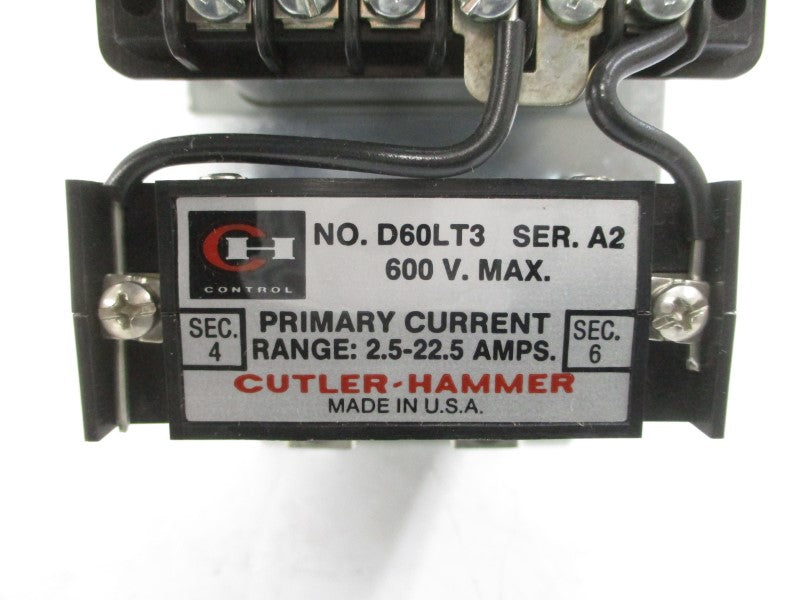 CH
CONTROL
NO. D60LT3 SER. A2
600 V. MAX.
SEC.
4
PRIMARY CURRENT
RANGE: 2.5-22.5 AMPS.
SEC.
6
CUTLER-HAMMER
MADE IN U.S.A.